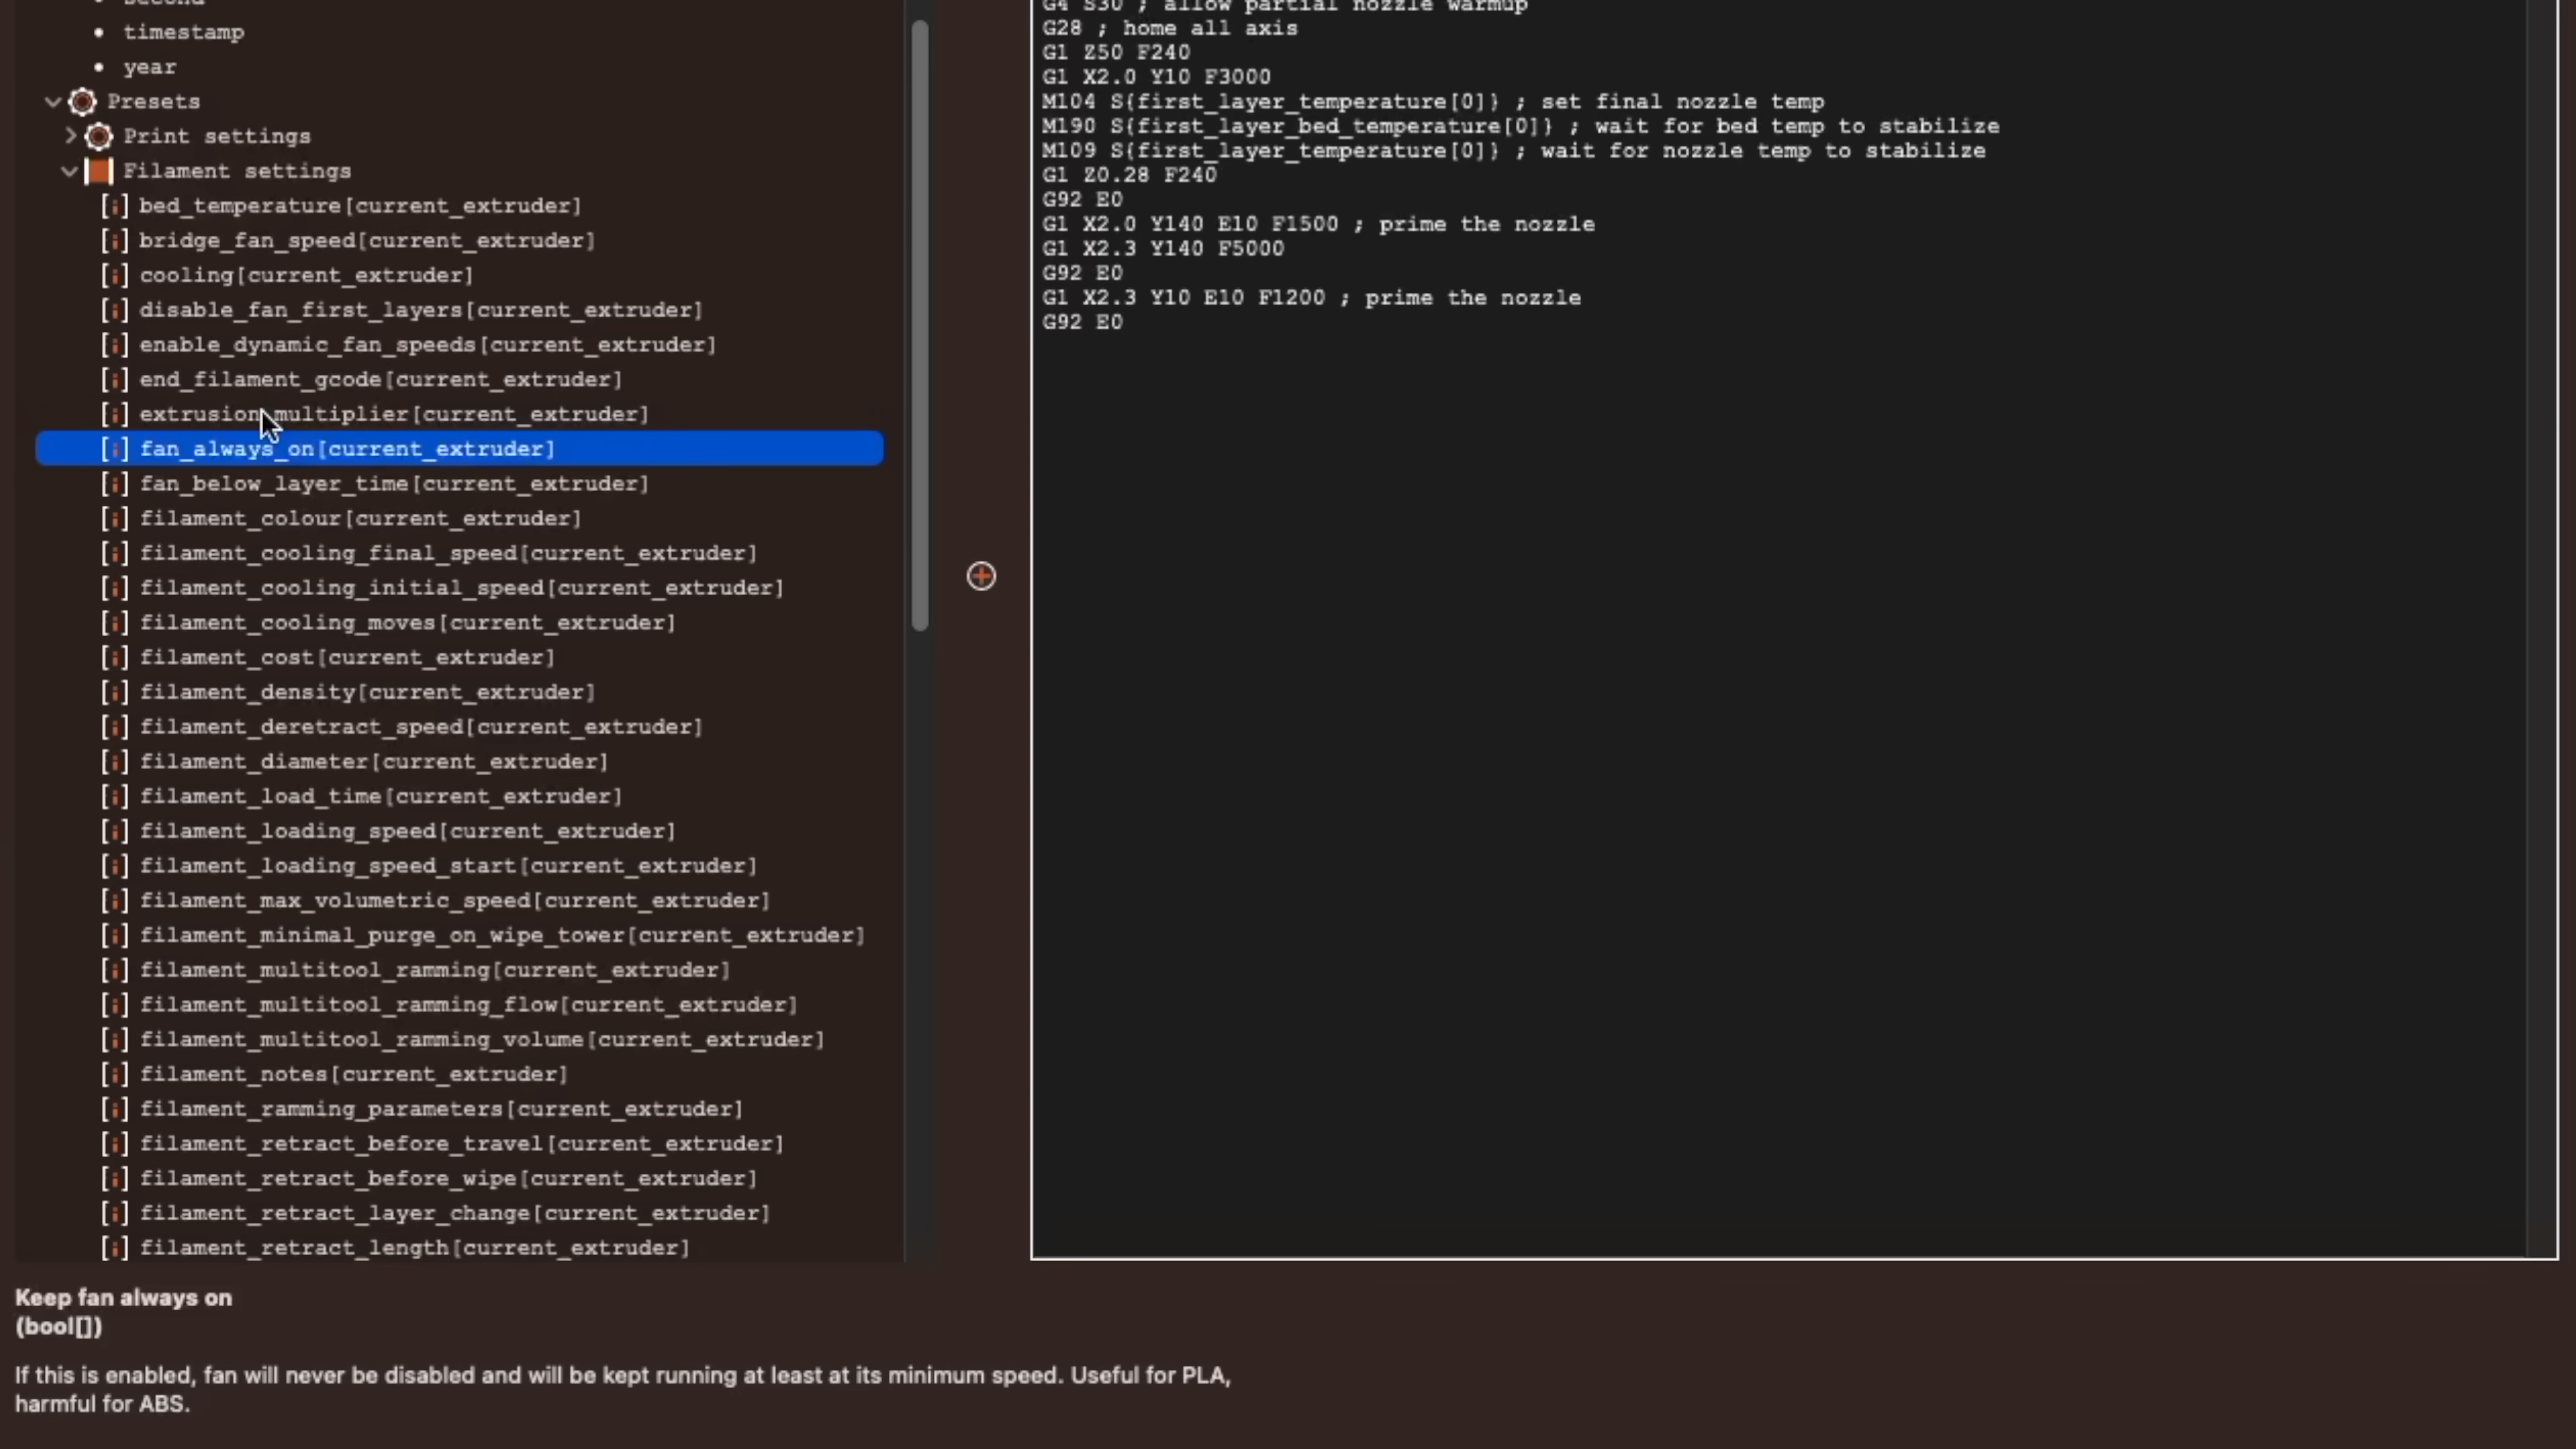 second
timestamp
year
Presets
Print settings
Filament settings
[i] bed_temperature[current_extruder]
[i] bridge_fan_speed[current_extruder]
[i] cooling[current_extruder]
[i] disable_fan_first_layers[current_extruder]
[i] enable_dynamic_fan_speeds[current_extruder]
[i] end_filament_gcode[current_extruder]
[i] extrusion_multiplier[current_extruder]
[i] fan_always_on[current_extruder]
[i] fan_below_layer_time[current_extruder]
[i] filament_colour[current_extruder]
[i] filament_cooling_final_speed[current_extruder]
[i] filament_cooling_initial_speed[current_extruder]
[i] filament_cooling_moves[current_extruder]
[i] filament_cost[current_extruder]
[i] filament_density[current_extruder]
[i] filament_deretract_speed[current_extruder]
[i] filament_diameter[current_extruder]
[i] filament_load_time[current_extruder]
[i] filament_loading_speed[current_extruder]
[i] filament_loading_speed_start[current_extruder]
[i] filament_max_volumetric_speed[current_extruder]
[i] filament_minimal_purge_on_wipe_tower[current_extruder]
[i] filament_multitool_ramming[current_extruder]
[i] filament_multitool_ramming_flow[current_extruder]
[i] filament_multitool_ramming_volume[current_extruder]
[i] filament_notes[current_extruder]
[i] filament_ramming_parameters[current_extruder]
[i] filament_retract_before_travel[current_extruder]
[i] filament_retract_before_wipe[current_extruder]
[i] filament_retract_layer_change[current_extruder]
[i] filament_retract_length[current_extruder]
G4 S30 ; allow partial nozzle warmup
G28 ; home all axis
G1 Z50 F240
G1 X2.0 Y10 F3000
M104 S{first_layer_temperature[0]} ; set final nozzle temp
M190 S{first_layer_bed_temperature[0]} ; wait for bed temp to stabilize
M109 S{first_layer_temperature[0]} ; wait for nozzle temp to stabilize
G1 Z0.28 F240
G92 E0
G1 X2.0 Y140 E10 F1500 ; prime the nozzle
G1 X2.3 Y140 F5000
G92 E0
G1 X2.3 Y10 E10 F1200 ; prime the nozzle
G92 E0
Keep fan always on
(bool[])
If this is enabled, fan will never be disabled and will be kept running at least at its minimum speed. Useful for PLA,
harmful for ABS.